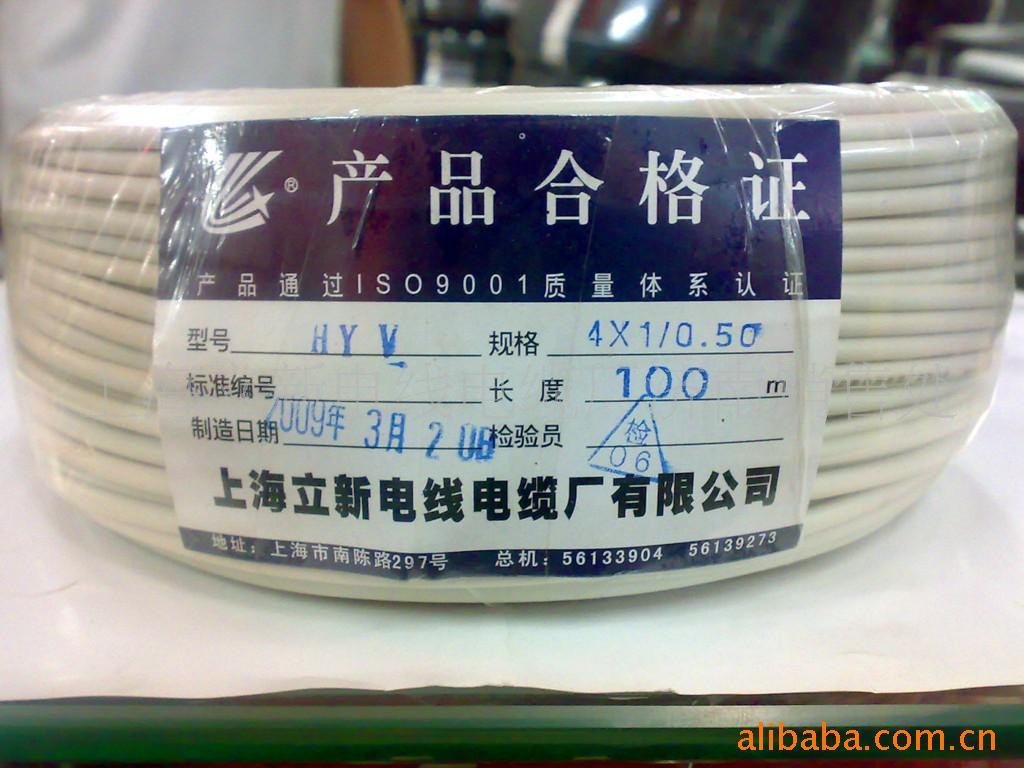 ® 产品合格证
产品通过ISO9001质量体系认证
型号 HYV 规格 4X1/0.50
标准编号 长度 100 m
制造日期 2009年 3月 20日 检验员 检 06
上海立新电线电缆厂有限公司
地址：上海市南陈路297号 总机：56133904 56139273
alibaba.com.cn